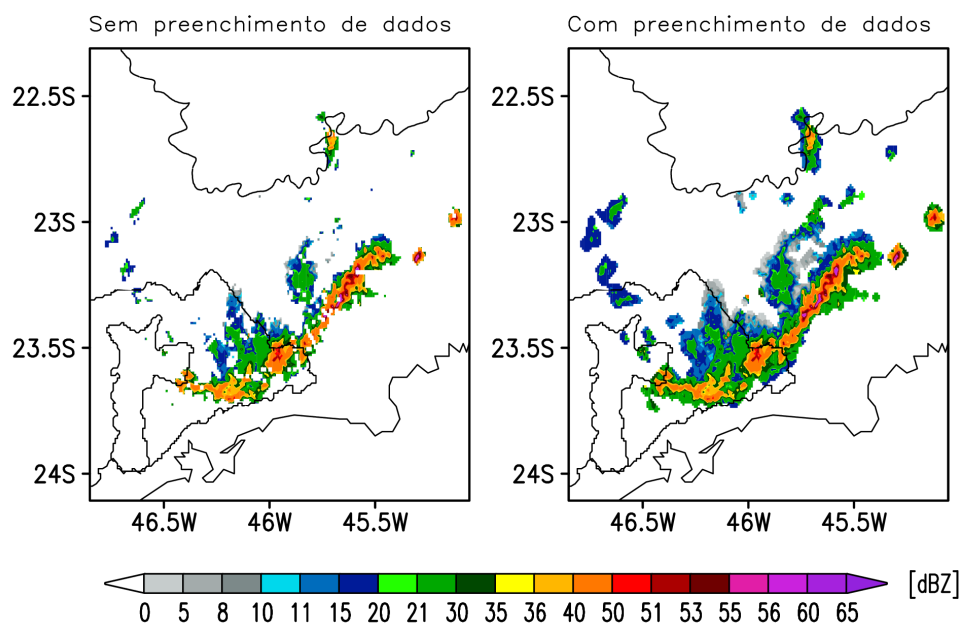 Sem preenchimento de dados
Com preenchimento de dados
22.5S
23S
23.5S
24S
22.5S
23S
23.5S
24S
46.5W 46W 45.5W
46.5W 46W 45.5W
0 5 8 10 11 15 20 21 30 35 36 40 50 51 53 55 56 60 65
[dBZ]